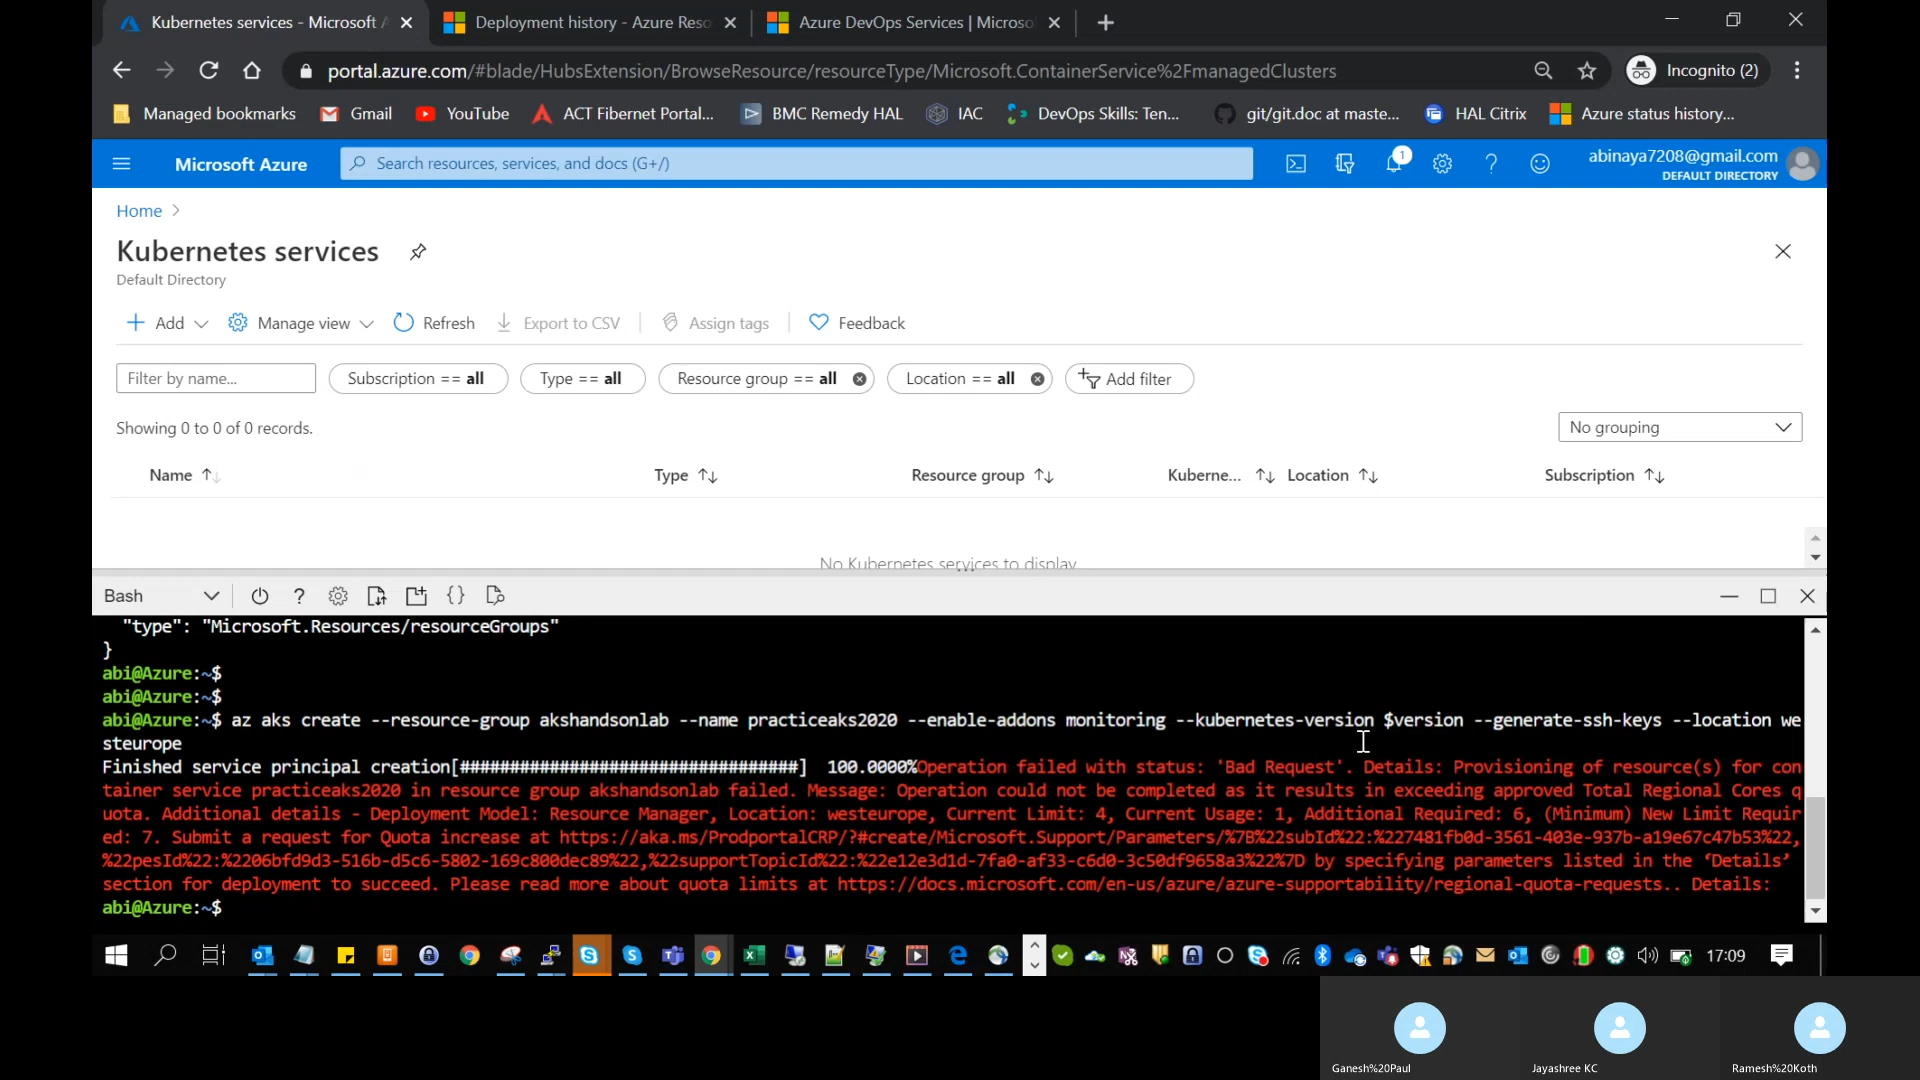 Kubernetes services - Microsoft A
Deployment history - Azure Reso
Azure DevOps Services | Microso
portal.azure.com/#blade/HubsExtension/BrowseResource/resourceType/Microsoft.ContainerService%2FmanagedClusters
Incognito (2)
Managed bookmarks
Gmail
YouTube
ACT Fibernet Portal...
BMC Remedy HAL
IAC
DevOps Skills: Ten...
git/git.doc at maste...
HAL Citrix
Azure status history...
Microsoft Azure
Search resources, services, and docs (G+/)
1
abinaya7208@gmail.com
DEFAULT DIRECTORY
Home
Kubernetes services
Default Directory
Add
Manage view
Refresh
Export to CSV
Assign tags
Feedback
Filter by name...
Subscription == all
Type == all
Resource group == all
Location == all
Add filter
Showing 0 to 0 of 0 records.
No grouping
Name
Type
Resource group
Kuberne...
Location
Subscription
No Kubernetes services to display
Bash
"type": "Microsoft.Resources/resourceGroups"
}
abi@Azure:~$
abi@Azure:~$
abi@Azure:~$ az aks create --resource-group akshandsonlab --name practiceaks2020 --enable-addons monitoring --kubernetes-version $version --generate-ssh-keys --location we
steurope
Finished service principal creation[##################################]  100.0000%Operation failed with status: 'Bad Request'. Details: Provisioning of resource(s) for con
tainer service practiceaks2020 in resource group akshandsonlab failed. Message: Operation could not be completed as it results in exceeding approved Total Regional Cores q
uota. Additional details - Deployment Model: Resource Manager, Location: westeurope, Current Limit: 4, Current Usage: 1, Additional Required: 6, (Minimum) New Limit Requir
ed: 7. Submit a request for Quota increase at https://aka.ms/ProdportalCRP/?#create/Microsoft.Support/Parameters/%7B%22subId%22:%227481fb0d-3561-403e-937b-a19e67c47b53%22,
%22pesId%22:%2206bfd9d3-516b-d5c6-5802-169c800dec89%22,%22supportTopicId%22:%22e12e3d1d-7fa0-af33-c6d0-3c50df9658a3%22%7D by specifying parameters listed in the ‘Details’
section for deployment to succeed. Please read more about quota limits at https://docs.microsoft.com/en-us/azure/azure-supportability/regional-quota-requests.. Details:
abi@Azure:~$
17:09
Ganesh%20Paul
Jayashree KC
Ramesh%20Koth